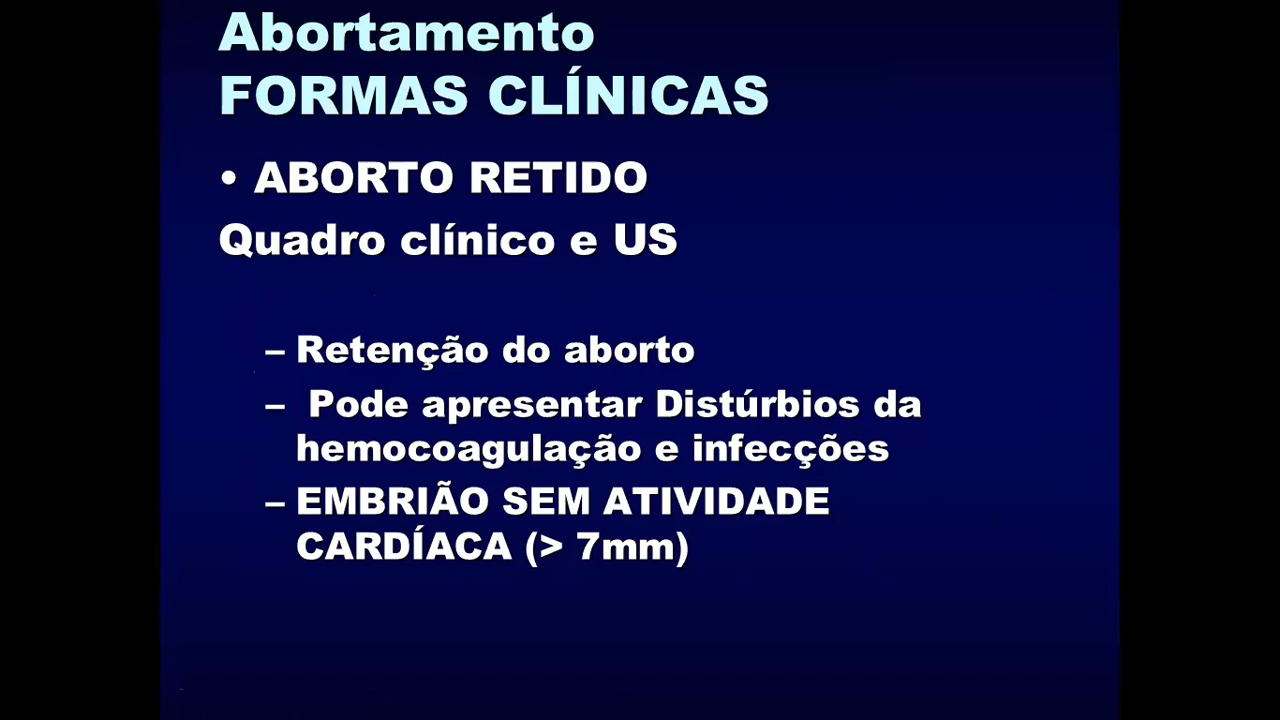 Abortamento
FORMAS CLÍNICAS
• ABORTO RETIDO
Quadro clínico e US
– Retenção do aborto
– Pode apresentar Distúrbios da
hemocoagulação e infecções
– EMBRIÃO SEM ATIVIDADE
CARDÍACA (> 7mm)